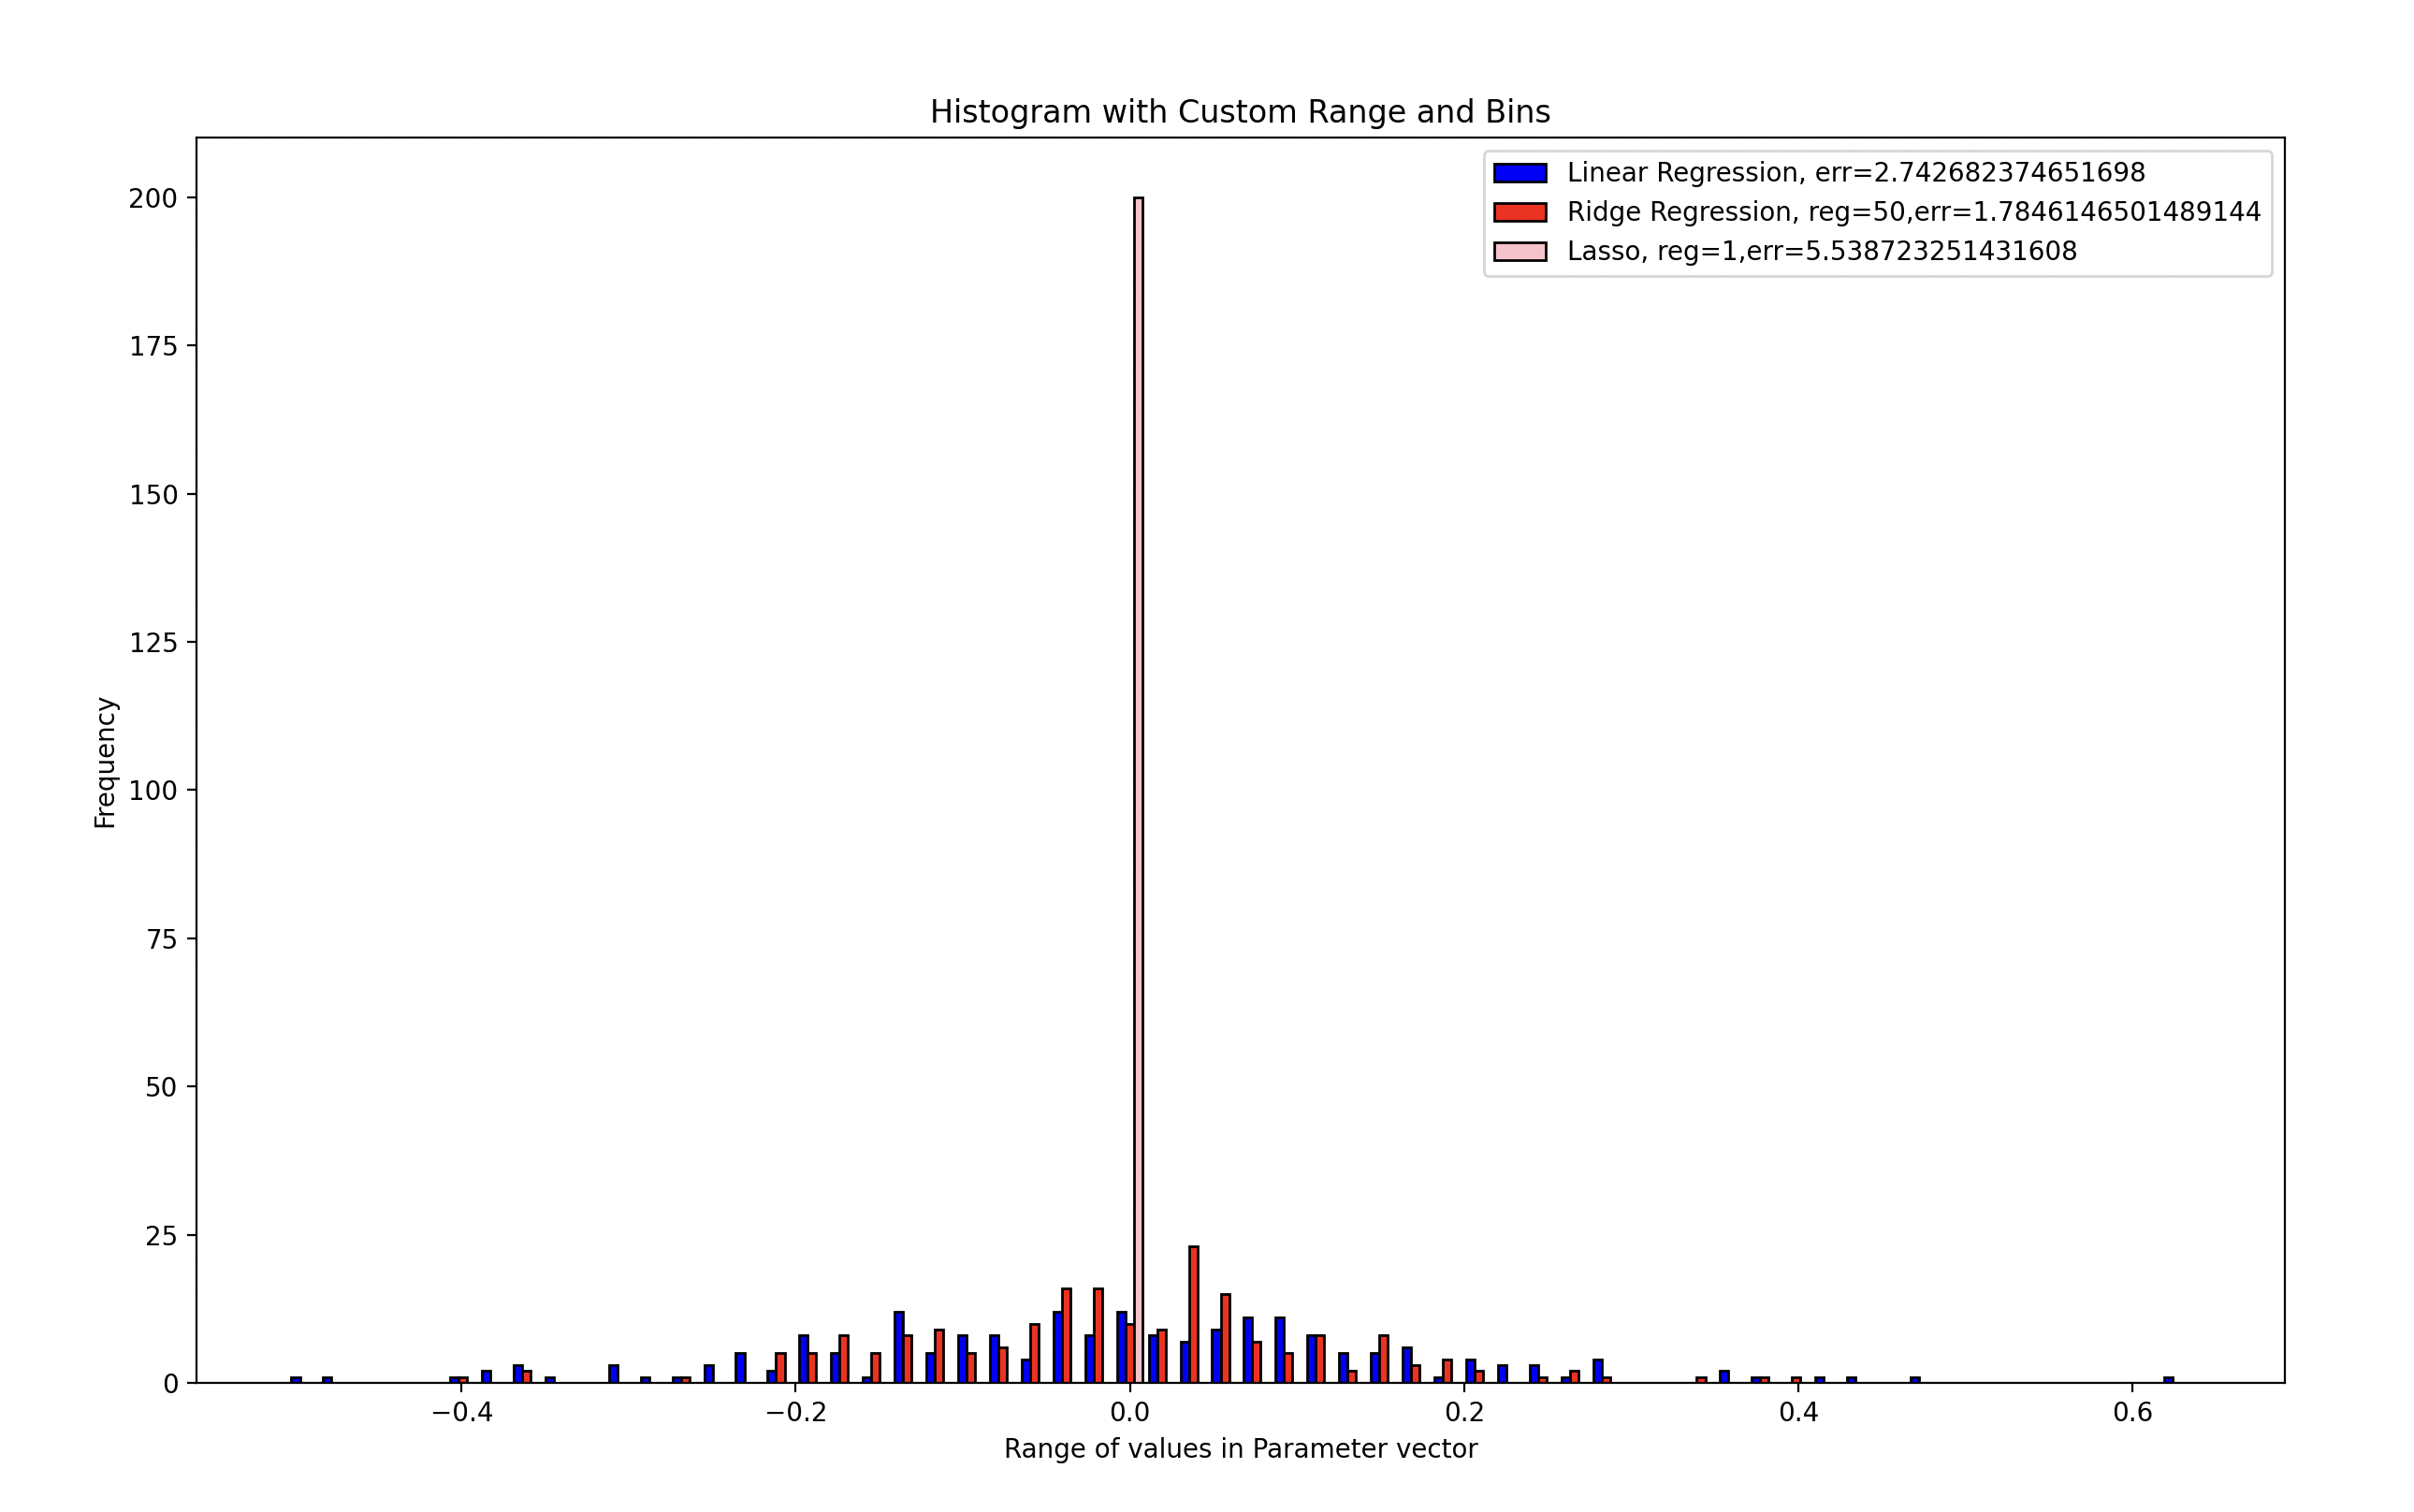 Histogram with Custom Range and Bins
Linear Regression, err=2.742682374651698
Ridge Regression, reg=50,err=1.7846146501489144
Lasso, reg=1,err=5.538723251431608
200
175
150
125
100
75
50
25
0
Frequency
−0.4
−0.2
0.0
0.2
0.4
0.6
Range of values in Parameter vector